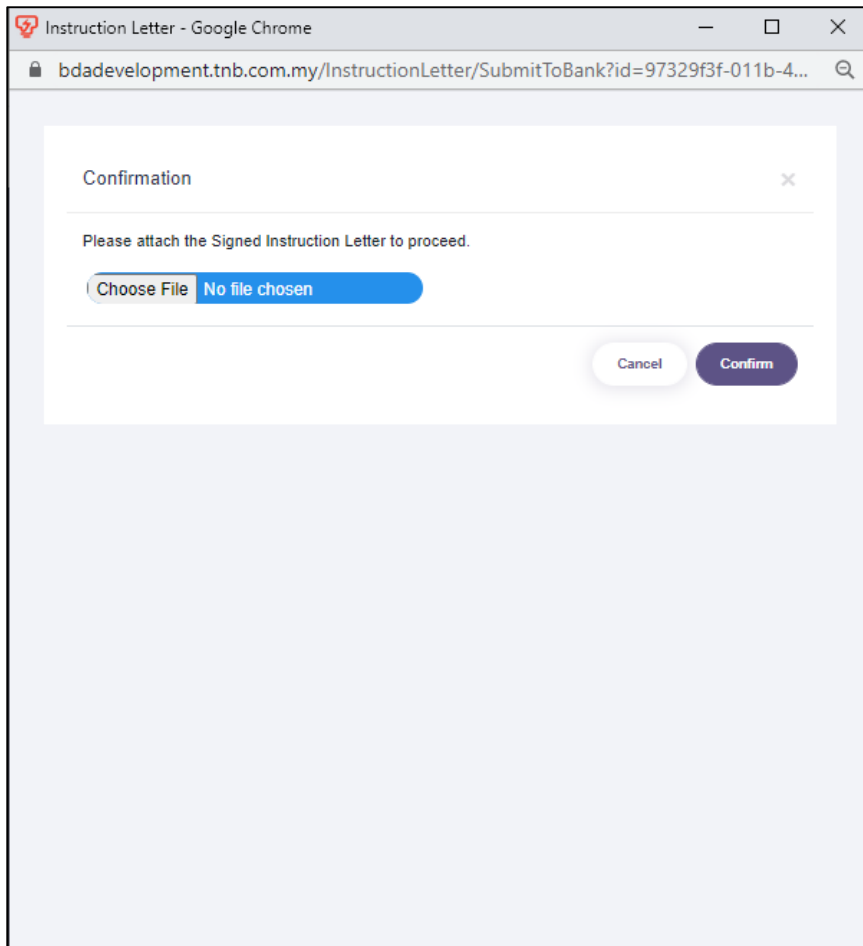 Instruction Letter - Google Chrome
bdadevelopment.tnb.com.my/InstructionLetter/SubmitToBank?id=97329f3f-011b-4...
Confirmation
Please attach the Signed Instruction Letter to proceed.
Choose File No file chosen
Cancel Confirm